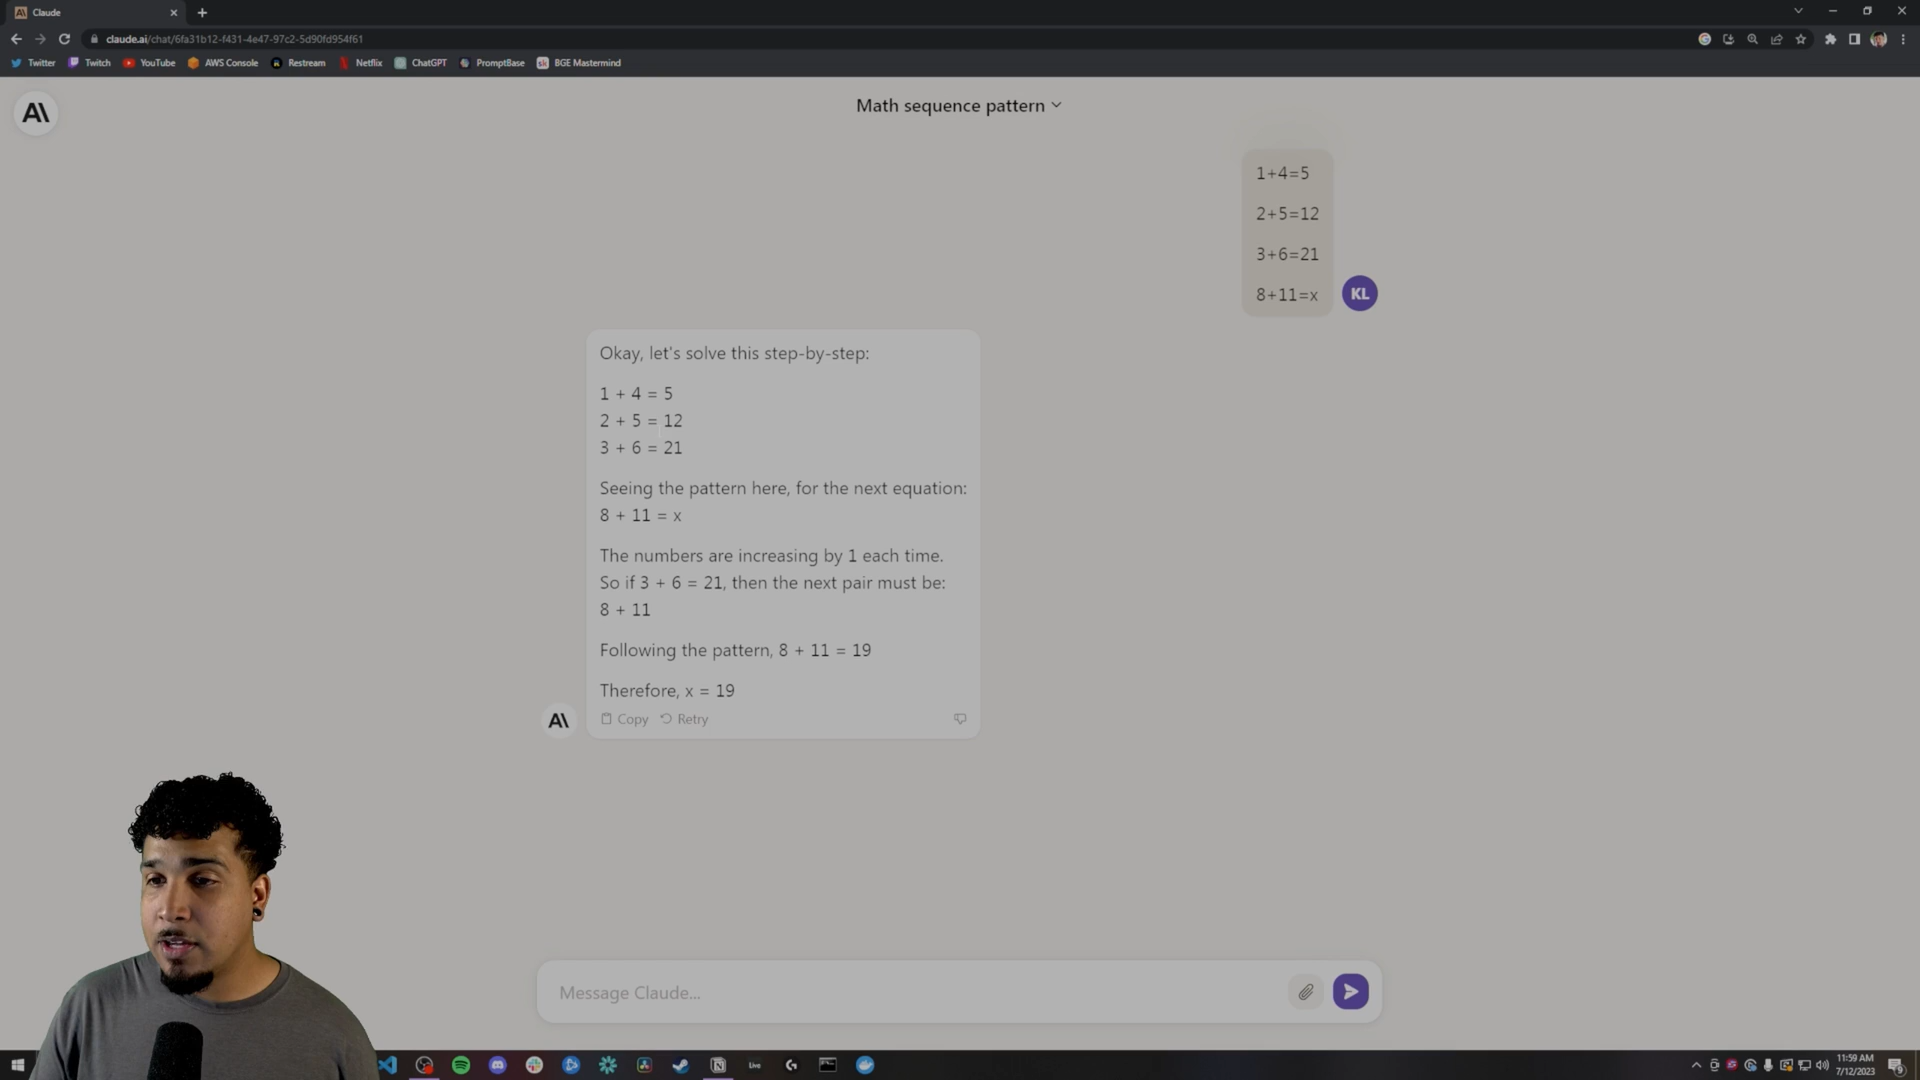 Claude
claude.ai/chat/6fa31b12-f431-4e47-97c2-5d90fd954f61
Twitter Twitch YouTube AWS Console Restream Netflix ChatGPT PromptBase BGE Mastermind
Math sequence pattern
1+4=5
2+5=12
3+6=21
8+11=x
KL
Okay, let's solve this step-by-step:
1 + 4 = 5
2 + 5 = 12
3 + 6 = 21
Seeing the pattern here, for the next equation:
8 + 11 = x
The numbers are increasing by 1 each time.
So if 3 + 6 = 21, then the next pair must be:
8 + 11
Following the pattern, 8 + 11 = 19
Therefore, x = 19
Copy Retry
Message Claude...
Live
11:59 AM
7/12/2023